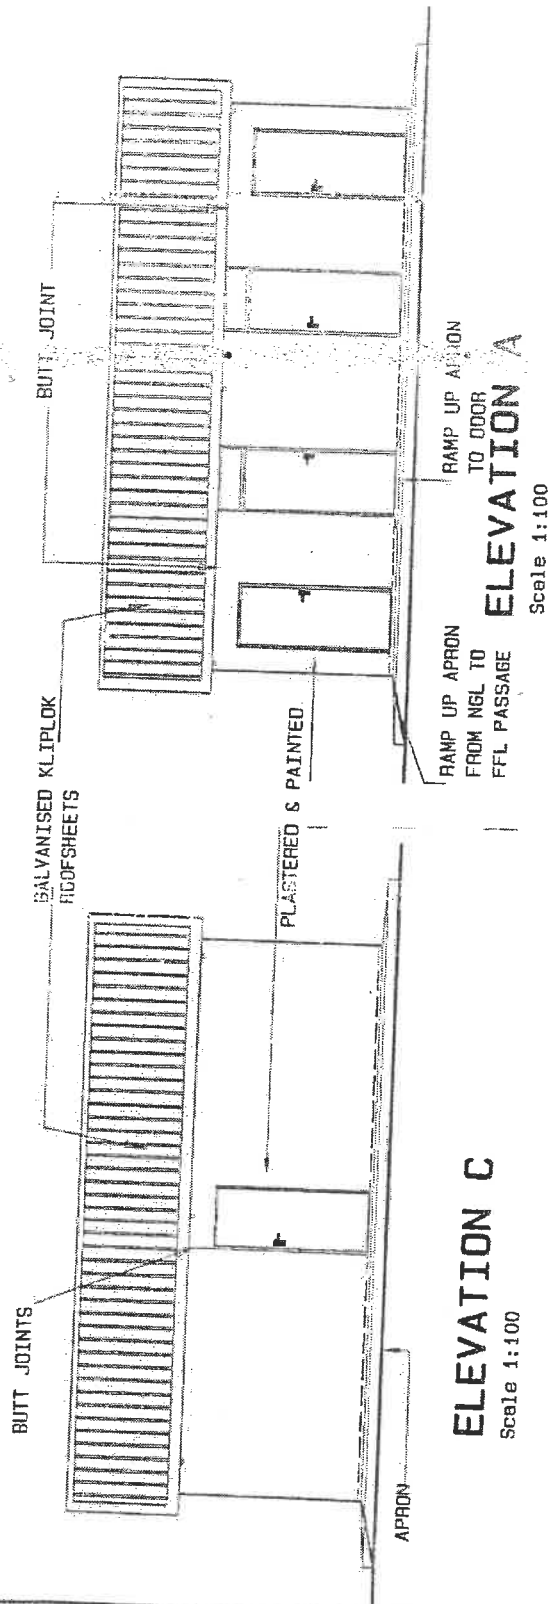 BUTT JOINTS
GALVANISED KLIPLOK
ROOFSHEETS
BUTT JOINT
PLASTERED & PAINTED
APRON
RAMP UP APRON
FROM NGL TO
FFL PASSAGE
RAMP UP APRON
TO DOOR
ELEVATION C
Scale 1:100
ELEVATION A
Scale 1:100